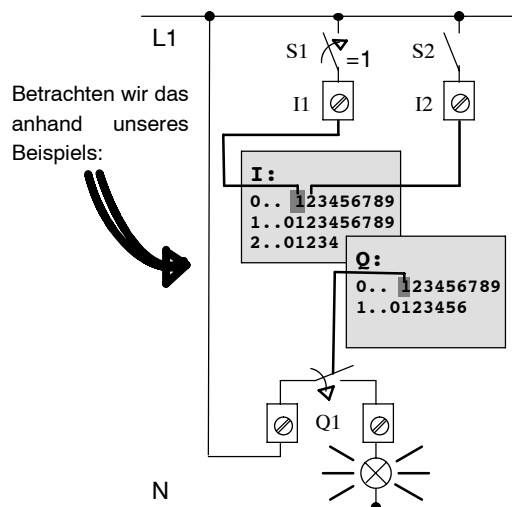 L1
S1
=1
S2
Betrachten wir das
anhand unseres
Beispiels:
I1
I2
I:
0.. 123456789
1..0123456789
2..01234
Q:
0.. 123456789
1..0123456
Q1
N